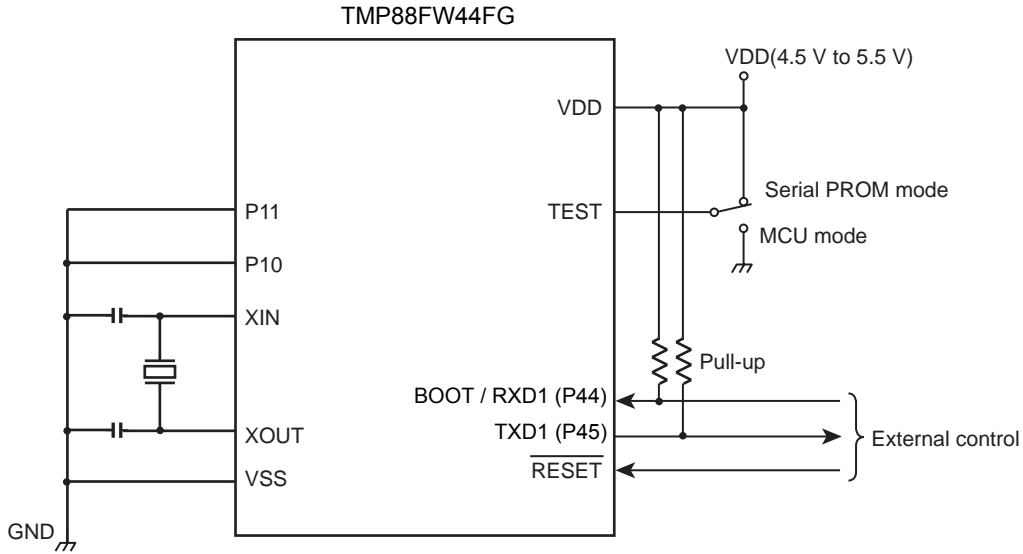 TMP88FW44FG
VDD(4.5 V to 5.5 V)
VDD
Serial PROM mode
P11
TEST
MCU mode
P10
XIN
Pull-up
BOOT / RXD1 (P44)
XOUT
TXD1 (P45)
External control
RESET
VSS
GND